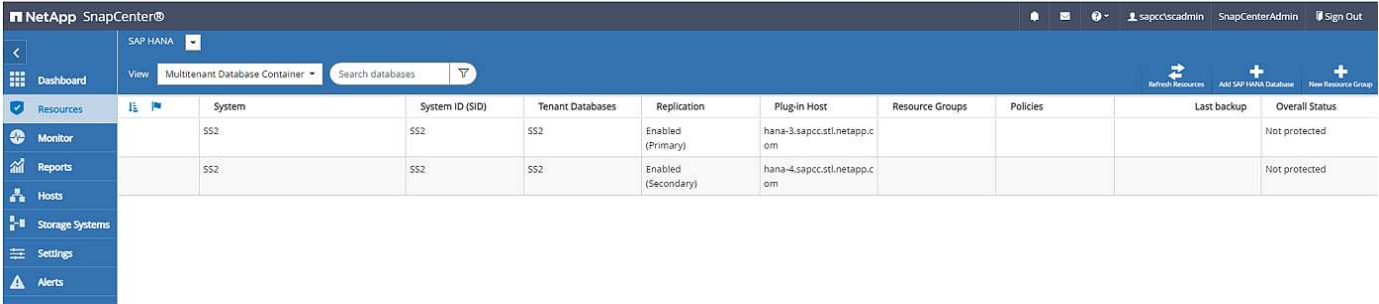 NetApp SnapCenter®
sapcc\scadmin SnapCenterAdmin Sign Out
SAP HANA
Dashboard
View Multitenant Database Container Search databases
Refresh Resources Add SAP HANA Database New Resource Group
Resources
System System ID (SID) Tenant Databases Replication Plug-in Host Resource Groups Policies Last backup Overall Status
SS2 SS2 SS2 Enabled hana-3.sapcc.stl.netapp.c Not protected
(Primary) om
SS2 SS2 SS2 Enabled hana-4.sapcc.stl.netapp.c Not protected
(Secondary) om
Monitor
Reports
Hosts
Storage Systems
Settings
Alerts